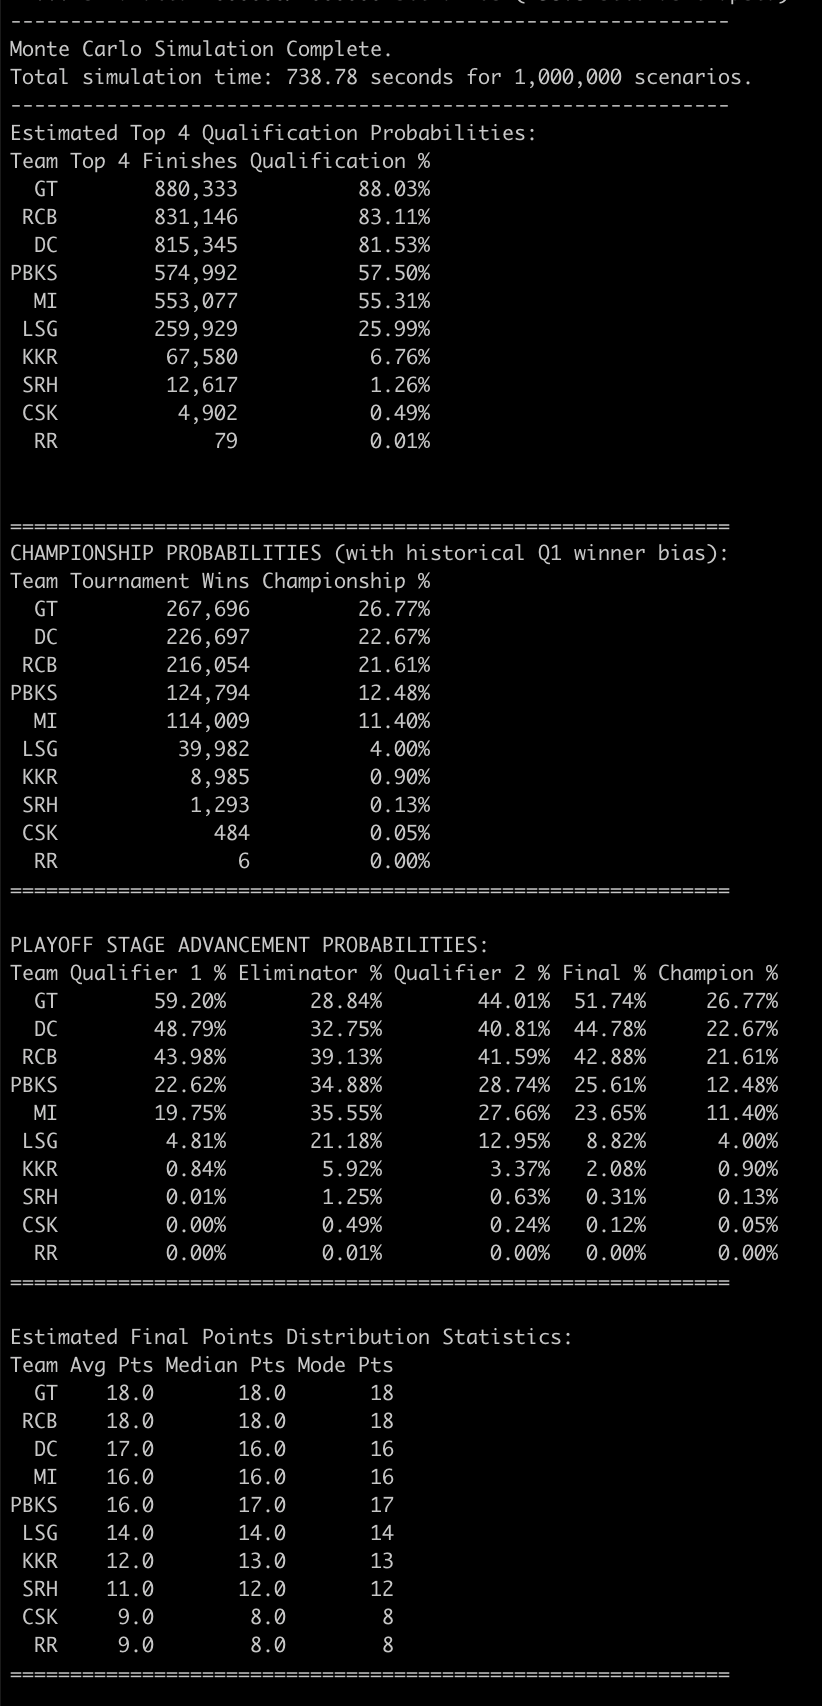 ------------------------------------------------------------
Monte Carlo Simulation Complete.
Total simulation time: 738.78 seconds for 1,000,000 scenarios.
------------------------------------------------------------
Estimated Top 4 Qualification Probabilities:
Team Top 4 Finishes Qualification %
  GT        880,333          88.03%
 RCB        831,146          83.11%
  DC        815,345          81.53%
PBKS        574,992          57.50%
  MI        553,077          55.31%
 LSG        259,929          25.99%
 KKR         67,580           6.76%
 SRH         12,617           1.26%
 CSK          4,902           0.49%
  RR             79           0.01%
============================================================
CHAMPIONSHIP PROBABILITIES (with historical Q1 winner bias):
Team Tournament Wins Championship %
  GT         267,696         26.77%
  DC         226,697         22.67%
 RCB         216,054         21.61%
PBKS         124,794         12.48%
  MI         114,009         11.40%
 LSG          39,982          4.00%
 KKR           8,985          0.90%
 SRH           1,293          0.13%
 CSK             484          0.05%
  RR               6          0.00%
============================================================
PLAYOFF STAGE ADVANCEMENT PROBABILITIES:
Team Qualifier 1 % Eliminator % Qualifier 2 % Final % Champion %
  GT        59.20%       28.84%        44.01%  51.74%     26.77%
  DC        48.79%       32.75%        40.81%  44.78%     22.67%
 RCB        43.98%       39.13%        41.59%  42.88%     21.61%
PBKS        22.62%       34.88%        28.74%  25.61%     12.48%
  MI        19.75%       35.55%        27.66%  23.65%     11.40%
 LSG         4.81%       21.18%        12.95%   8.82%      4.00%
 KKR         0.84%        5.92%         3.37%   2.08%      0.90%
 SRH         0.01%        1.25%         0.63%   0.31%      0.13%
 CSK         0.00%        0.49%         0.24%   0.12%      0.05%
  RR         0.00%        0.01%         0.00%   0.00%      0.00%
============================================================
Estimated Final Points Distribution Statistics:
Team Avg Pts Median Pts Mode Pts
  GT    18.0       18.0       18
 RCB    18.0       18.0       18
  DC    17.0       16.0       16
  MI    16.0       16.0       16
PBKS    16.0       17.0       17
 LSG    14.0       14.0       14
 KKR    12.0       13.0       13
 SRH    11.0       12.0       12
 CSK     9.0        8.0        8
  RR     9.0        8.0        8
============================================================